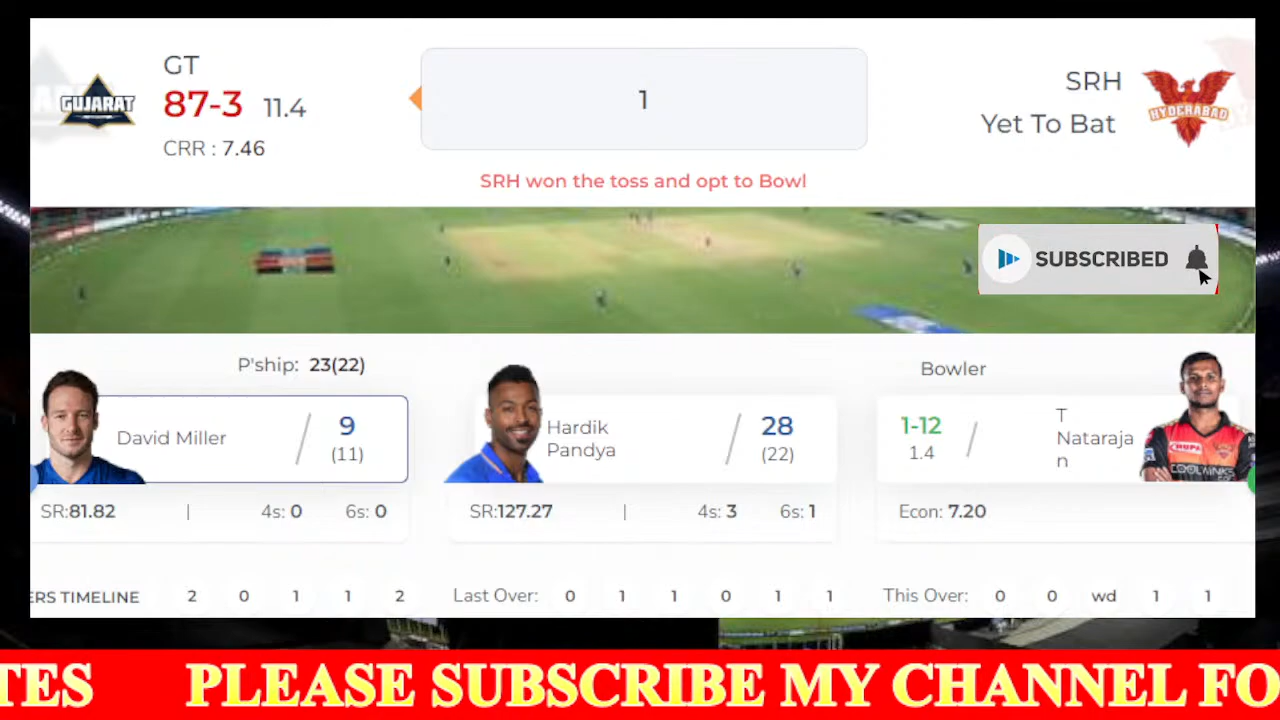 GT
87-3 11.4
CRR : 7.46
GUJARAT
1
SRH won the toss and opt to Bowl
SRH
Yet To Bat
HYDERABAD
SUBSCRIBED
P'ship: 23(22)
David Miller / 9
(11)
SR:81.82 | 4s: 0 6s: 0
Hardik
Pandya / 28
(22)
SR:127.27 | 4s: 3 6s: 1
Bowler
1-12
1.4 /
T
Nataraja
n
Econ: 7.20
ERS TIMELINE 2 0 1 1 2 Last Over: 0 1 1 0 1 1 This Over: 0 0 wd 1 1
TES PLEASE SUBSCRIBE MY CHANNEL FO